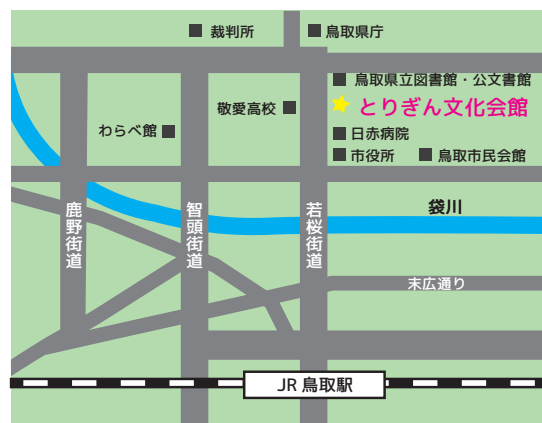 裁判所
鳥取県庁
鳥取県立図書館・公文書館
敬愛高校
とりぎん文化会館
わらべ館
日赤病院
市役所
鳥取市民会館
鹿野街道
智頭街道
若桜街道
袋川
末広通り
JR 鳥取駅